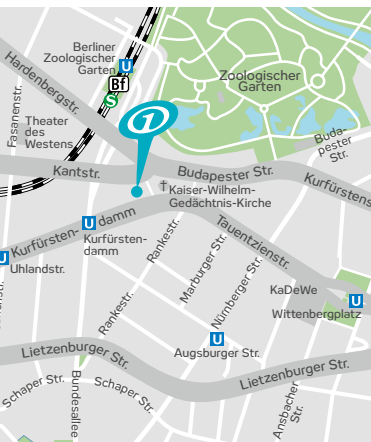 Berliner
Zoologischer
Garten
U
Bf
S
Hardenbergstr.
Fasanenstr.
Zoologischer
Garten
Theater
des
Westens
i
Buda-
pester
Str.
Kantstr.
Budapester Str.
Kurfürstens
† Kaiser-Wilhelm-
Gedächtnis-Kirche
Kurfürsten-
damm
U
Kurfürsten-
damm
U
Uhlandstr.
Rankestr.
Tauentzienstr.
Marburger Str.
Nürnberger Str.
KaDeWe
U
Wittenbergplatz
Rankestr.
U
Augsburger Str.
Lietzenburger Str.
Lietzenburger Str.
Schaper Str.
Schaper Str.
Bundesallee
Ansbacher
Str.